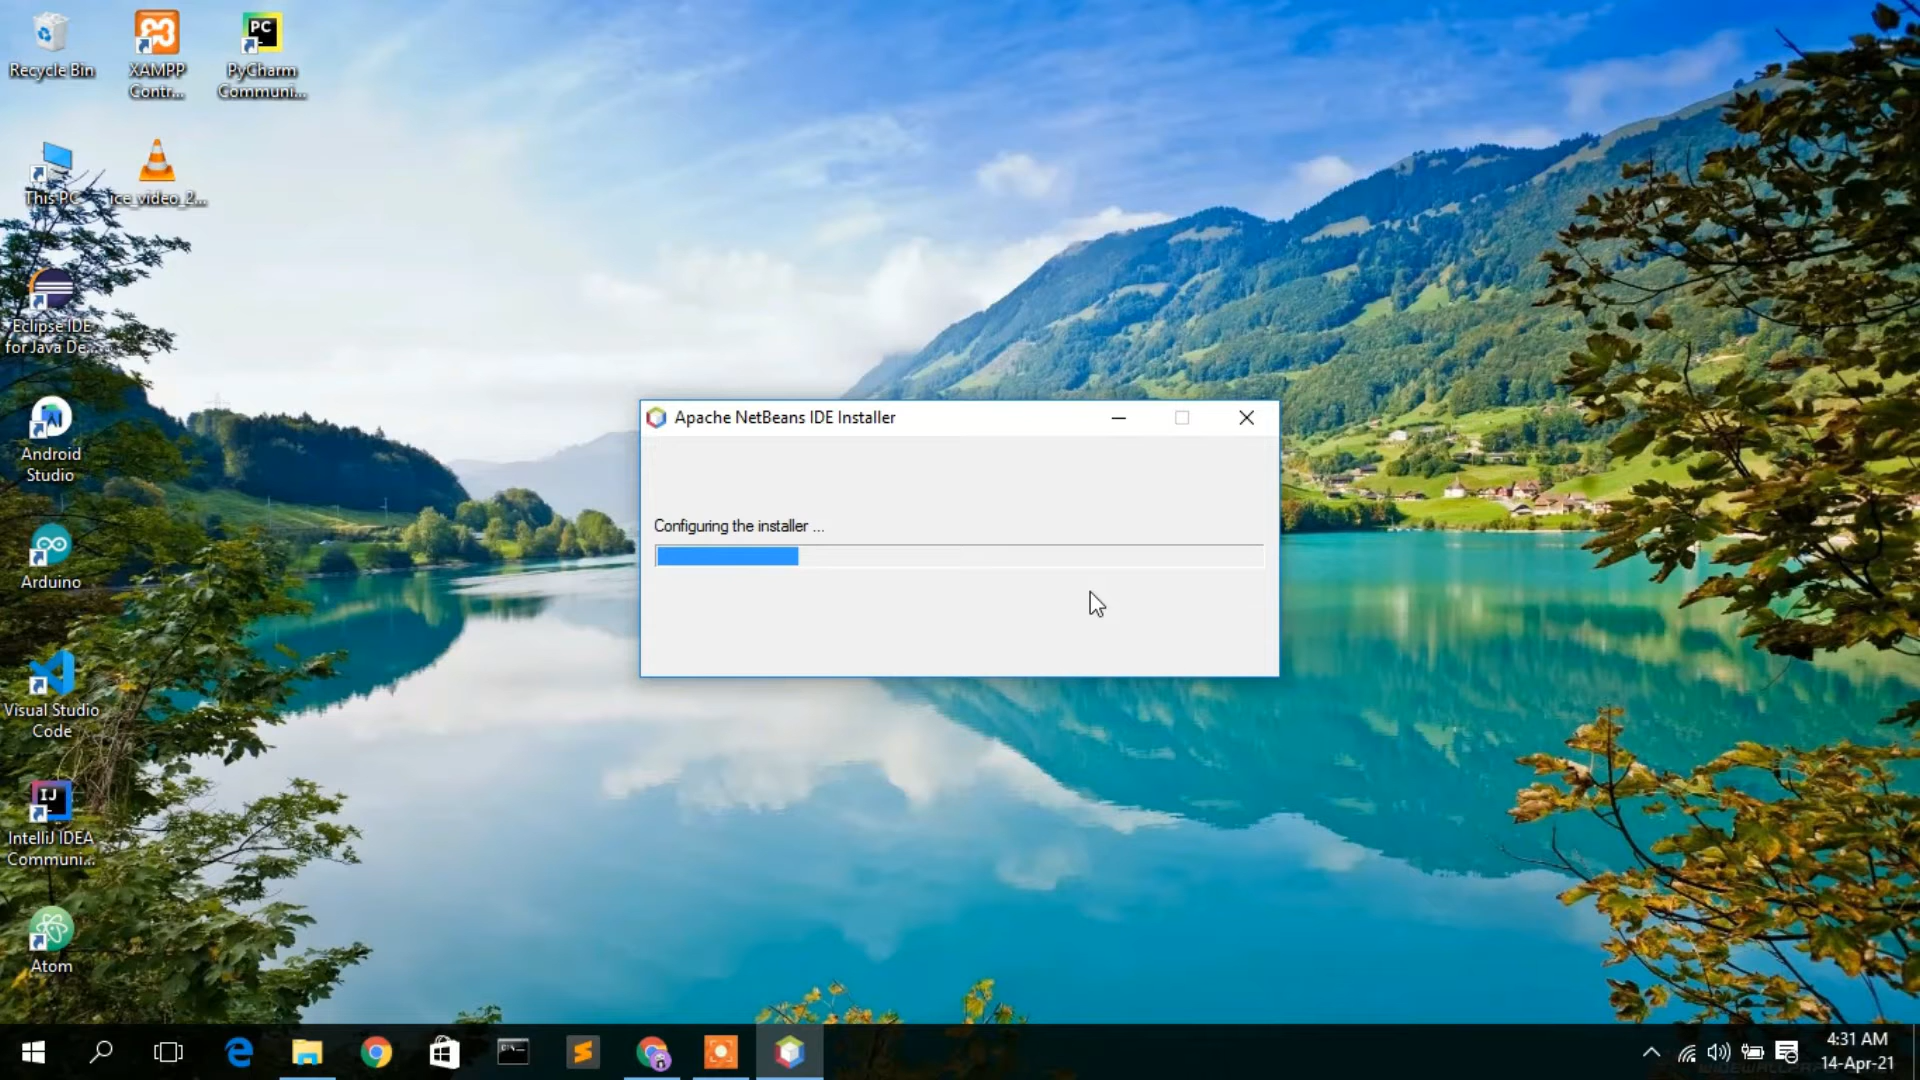 Recycle Bin
XAMPP
Contr...
PyCharm
Communi...
This PC
ice_video_2...
Eclipse IDE
for Java De...
Android
Studio
Arduino
Visual Studio
Code
IntelliJ IDEA
Communi...
Atom
Apache NetBeans IDE Installer
Configuring the installer ...
4:31 AM
14-Apr-21